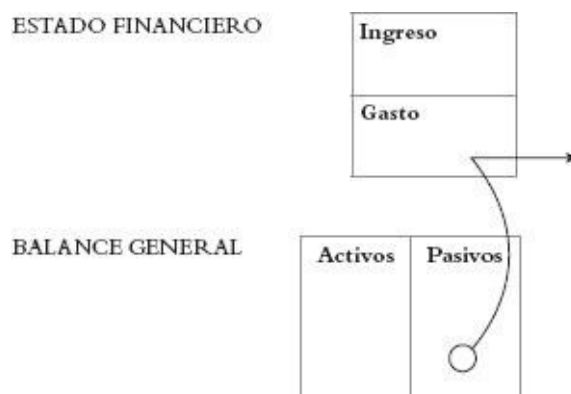 ESTADO FINANCIERO
Ingreso
Gasto
BALANCE GENERAL
Activos
Pasivos